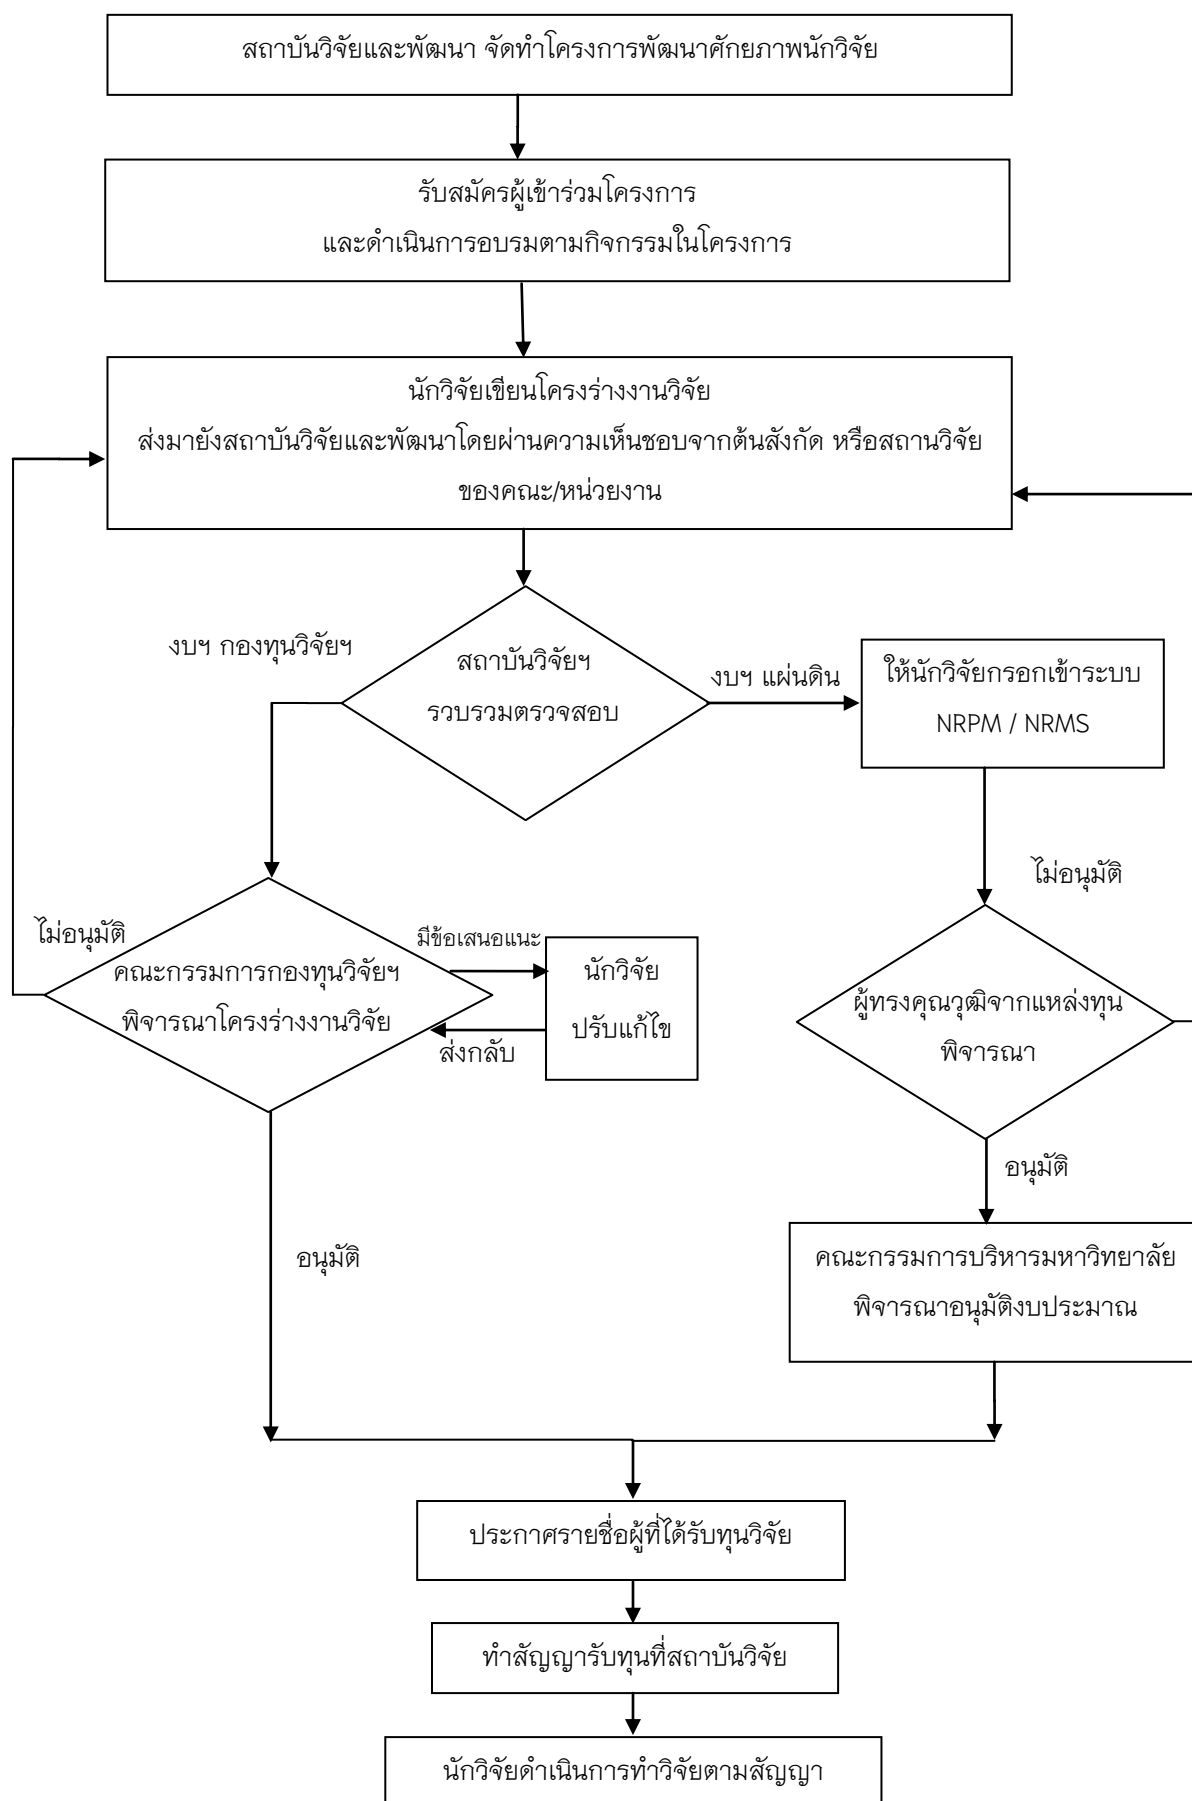 สถาบันวิจัยและพัฒนา จัดทำโครงการพัฒนาศักยภาพนักวิจัย
รับสมัครผู้เข้าร่วมโครงการ
และดำเนินการอบรมตามกิจกรรมในโครงการ
นักวิจัยเขียนโครงร่างงานวิจัย
ส่งมายังสถาบันวิจัยและพัฒนาโดยผ่านความเห็นชอบจากต้นสังกัด หรือสถานวิจัย
ของคณะ/หน่วยงาน
งบฯ กองทุนวิจัยฯ
สถาบันวิจัยฯ
รวบรวมตรวจสอบ
งบฯ แผ่นดิน
ให้นักวิจัยกรอกเข้าระบบ
NRPM / NRMS
ไม่อนุมัติ
ไม่อนุมัติ
คณะกรรมการกองทุนวิจัยฯ
พิจารณาโครงร่างงานวิจัย
มีข้อเสนอแนะ
นักวิจัย
ปรับแก้ไข
ส่งกลับ
ผู้ทรงคุณวุฒิจากแหล่งทุน
พิจารณา
อนุมัติ
อนุมัติ
คณะกรรมการบริหารมหาวิทยาลัย
พิจารณาอนุมัติงบประมาณ
ประกาศรายชื่อผู้ที่ได้รับทุนวิจัย
ทำสัญญารับทุนที่สถาบันวิจัย
นักวิจัยดำเนินการทำวิจัยตามสัญญา